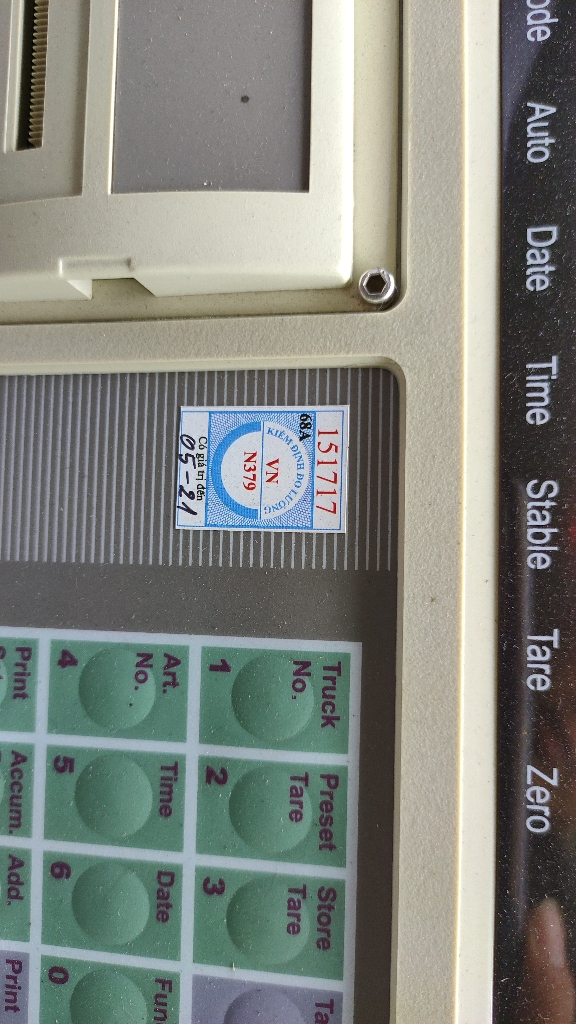 Auto Date Time Stable Tare Zero
151717
68A
KIỂM ĐỊNH ĐO LƯỜNG
VN
N379
Có giá trị đến
05-21
Truck No.
1
Preset Tare
2
Store Tare
3
Art. No.
4
Time
5
Date
6
0
Print
Accum.
Add.
Print